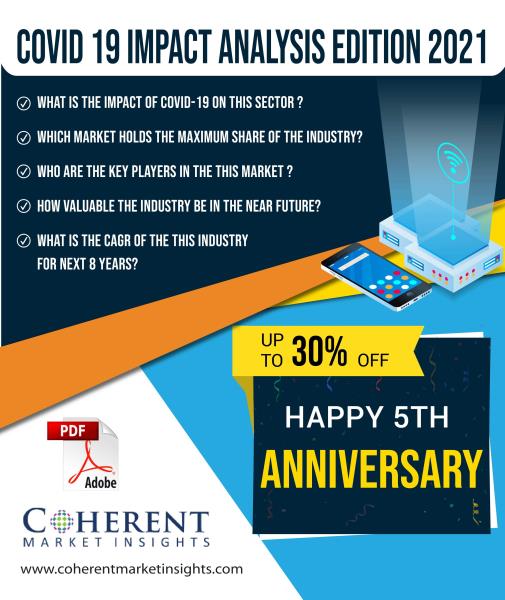 COVID 19 IMPACT ANALYSIS EDITION 2021
WHAT IS THE IMPACT OF COVID-19 ON THIS SECTOR ?
WHICH MARKET HOLDS THE MAXIMUM SHARE OF THE INDUSTRY?
WHO ARE THE KEY PLAYERS IN THE THIS MARKET ?
HOW VALUABLE THE INDUSTRY BE IN THE NEAR FUTURE?
WHAT IS THE CAGR OF THE THIS INDUSTRY
FOR NEXT 8 YEARS?
UP TO 30% OFF
HAPPY 5TH
ANNIVERSARY
PDF
Adobe
COHERENT
MARKET INSIGHTS
www.coherentmarketinsights.com